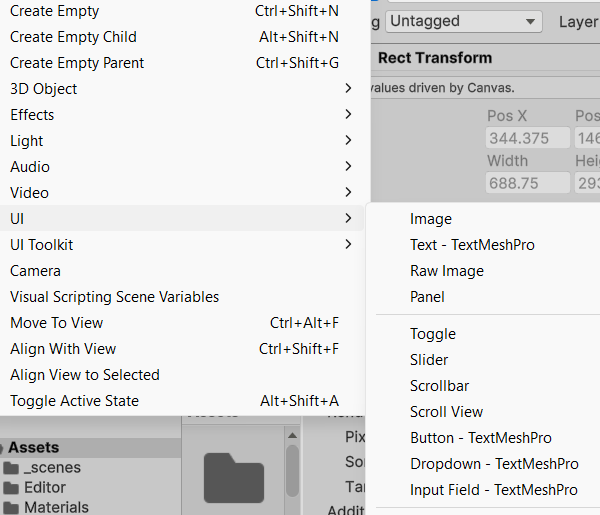 Create Empty Ctrl+Shift+N
Create Empty Child Alt+Shift+N
Create Empty Parent Ctrl+Shift+G
3D Object
Effects
Light
Audio
Video
UI
UI Toolkit
Camera
Visual Scripting Scene Variables
Move To View Ctrl+Alt+F
Align With View Ctrl+Shift+F
Align View to Selected
Toggle Active State Alt+Shift+A
Untagged Layer
Rect Transform
values driven by Canvas.
Pos X Pos
344.375 146
Width Hei
688.75 293
Image
Text - TextMeshPro
Raw Image
Panel
Toggle
Slider
Scrollbar
Scroll View
Button - TextMeshPro
Dropdown - TextMeshPro
Input Field - TextMeshPro
Assets
_scenes
Editor
Materials
Pix
Sor
Tar
Addit